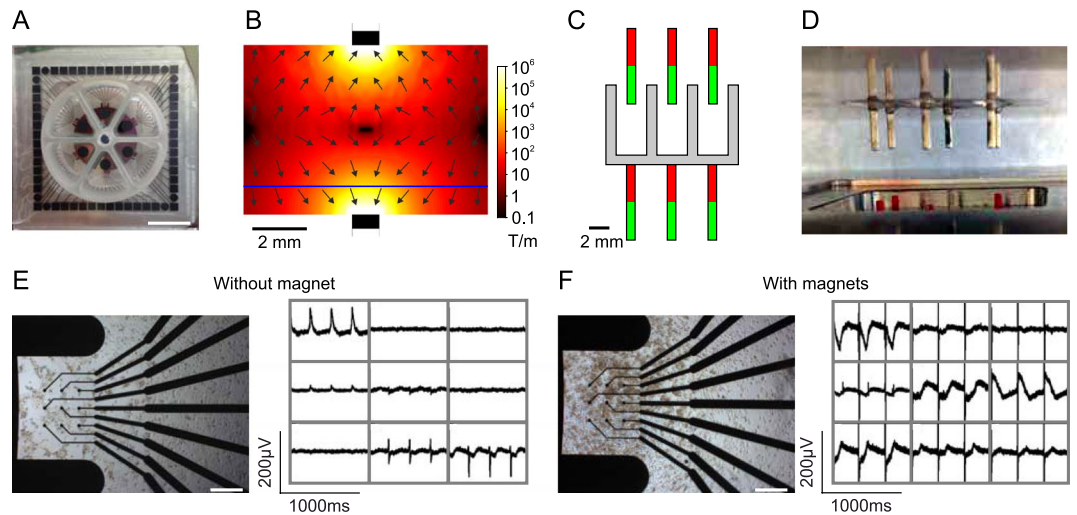 A
B
C
D
10⁶
10⁵
10⁴
10³
10²
10
1
0.1
T/m
2 mm
2 mm
E
Without magnet
F
With magnets
200μV
1000ms
200μV
1000ms